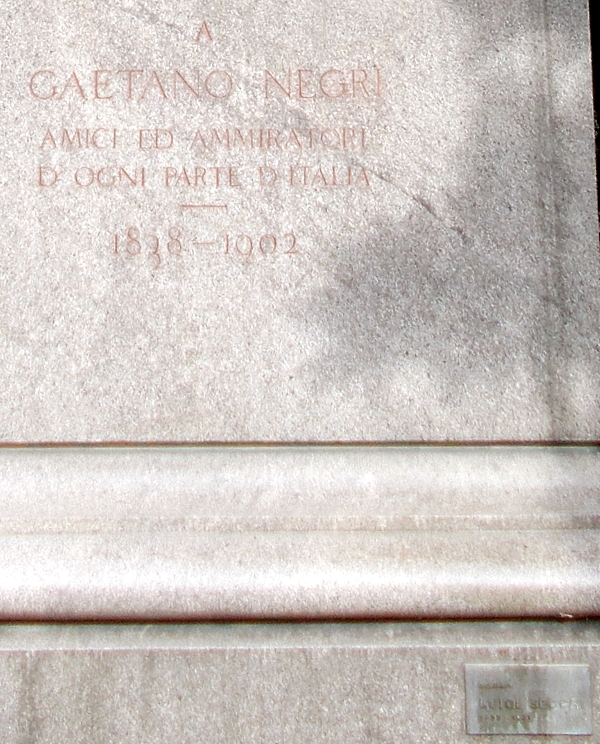 A
GAETANO NEGRI
AMICI ED AMMIRATORI
D'OGNI PARTE D'ITALIA
1838–1902
LUIGI SECCHI